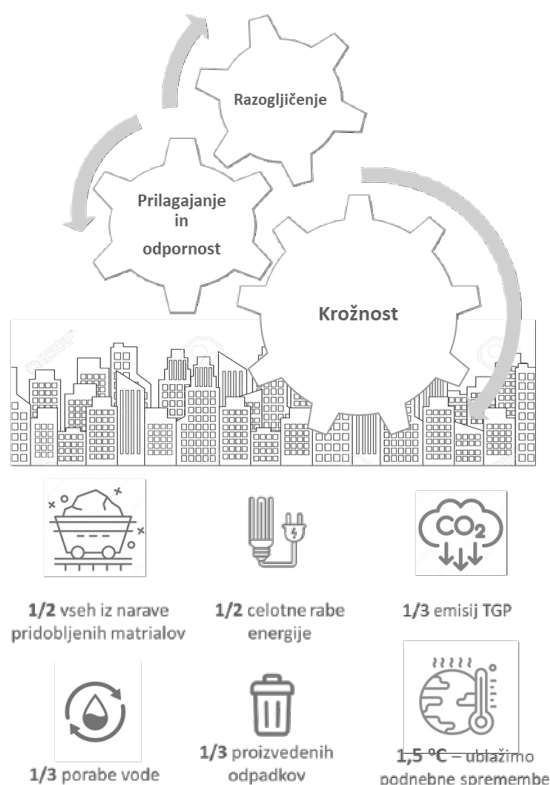 Razogljičenje
Prilagajanje
in
odpornost
Krožnost
CO2
1/2 vseh iz narave
pridobljenih matrialov
1/2 celotne rabe
energije
1/3 emisij TGP
1/3 porabe vode
1/3 proizvedenih
odpadkov
1,5 °C – ublažimo
podnebne spremembe